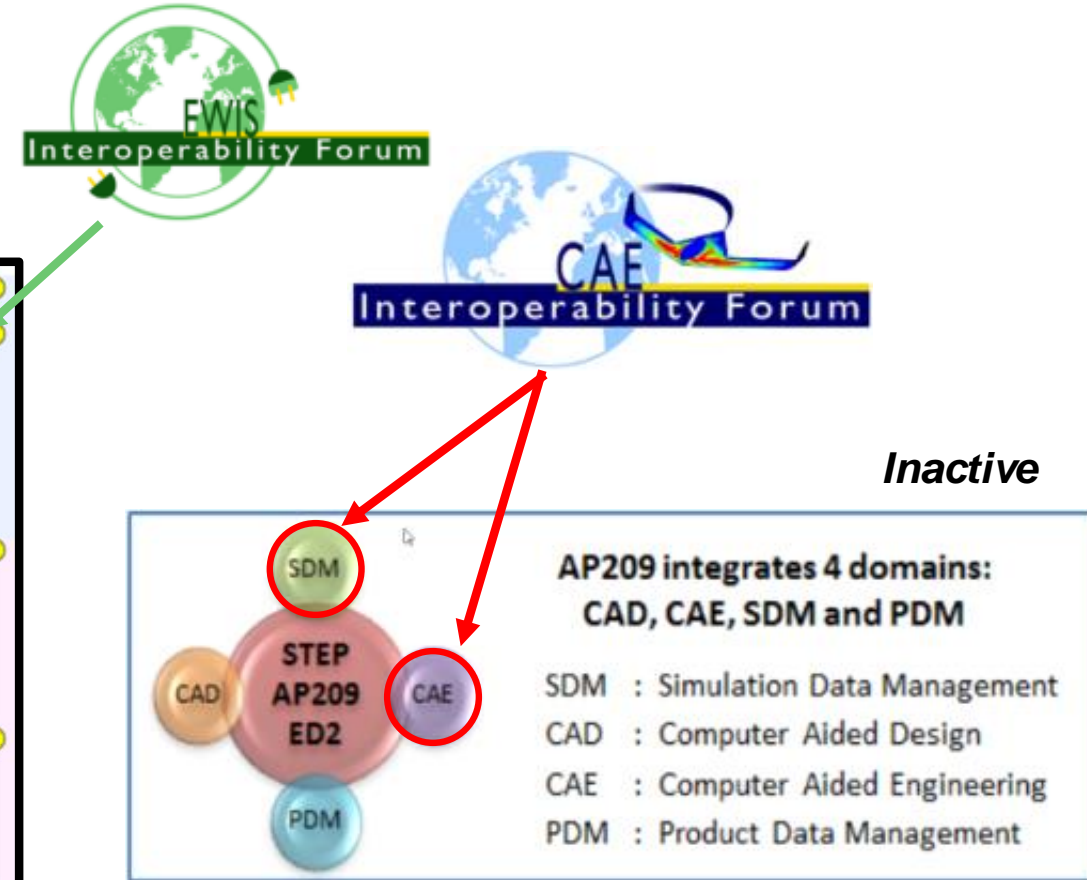 EWIS
Interoperability Forum
CAE
Interoperability Forum
Inactive
SDM
STEP
AP209
ED2
CAD
CAE
PDM
AP209 integrates 4 domains:
CAD, CAE, SDM and PDM
SDM : Simulation Data Management
CAD : Computer Aided Design
CAE : Computer Aided Engineering
PDM : Product Data Management